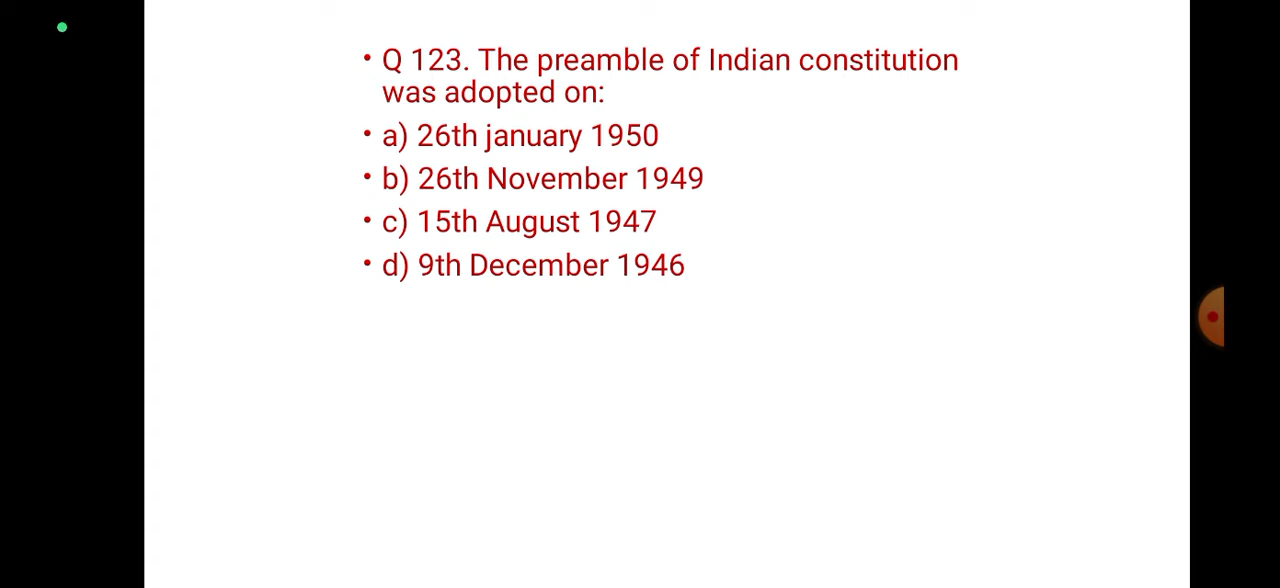 • Q 123. The preamble of Indian constitution
was adopted on:
• a) 26th january 1950
• b) 26th November 1949
• c) 15th August 1947
• d) 9th December 1946